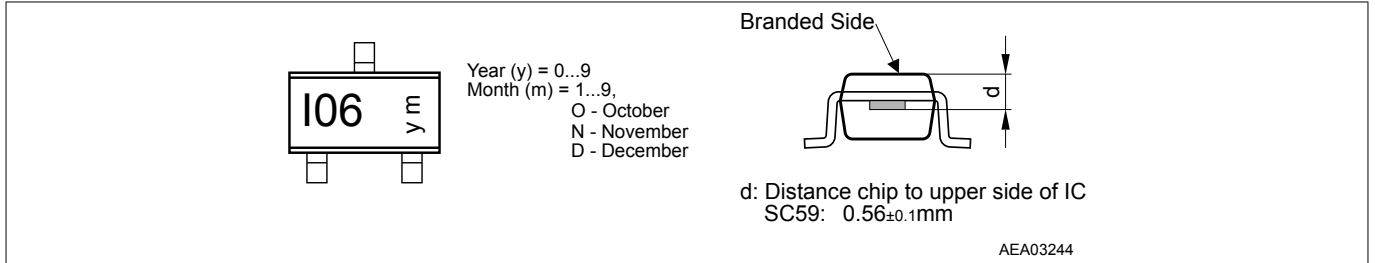 I06
y m
Year (y) = 0...9
Month (m) = 1...9,
O - October
N - November
D - December
Branded Side
d
d: Distance chip to upper side of IC
SC59: 0.56±0.1mm
AEA03244